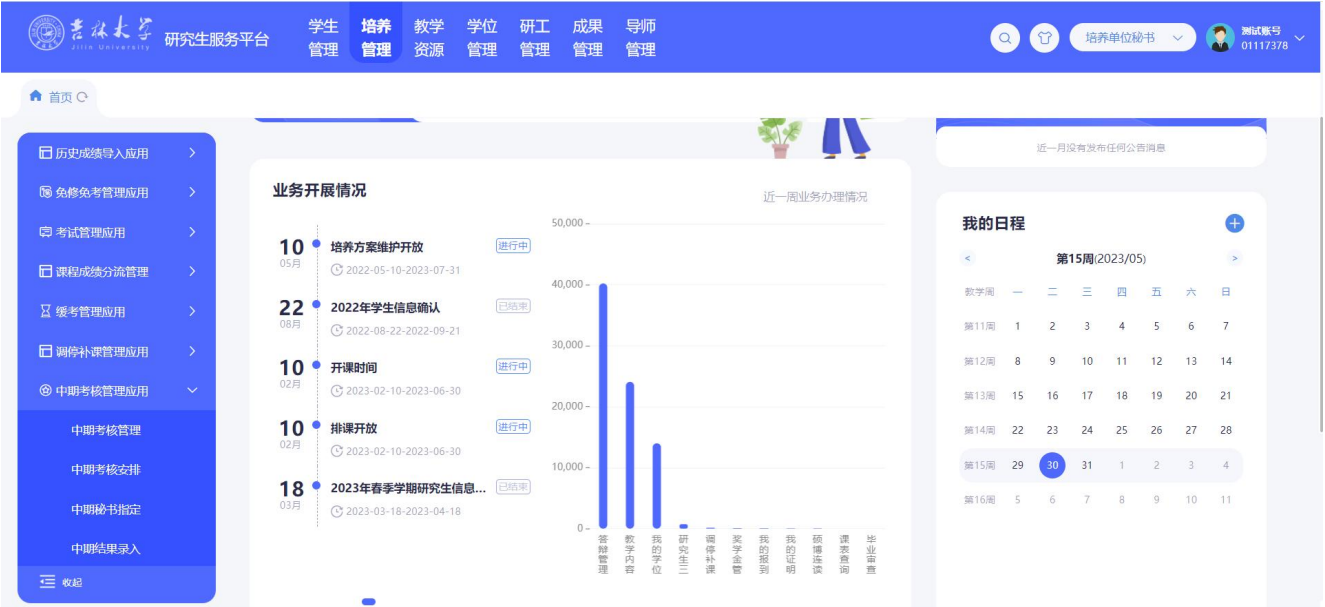 吉林大学
Jilin University
研究生服务平台
学生管理
培养管理
教学资源
学位管理
研工管理
成果管理
导师管理
培养单位秘书
测试账号
01117378
首页
历史成绩导入应用
免修免考管理应用
考试管理应用
课程成绩分流管理
缓考管理应用
调停补课管理应用
中期考核管理应用
中期考核管理
中期考核安排
中期秘书指定
中期结果录入
收起
业务开展情况
近一周业务办理情况
10 培养方案维护开放 进行中
05月 2022-05-10-2023-07-31
22 2022年学生信息确认 已结束
08月 2022-08-22-2022-09-21
10 开课时间 进行中
02月 2023-02-10-2023-06-30
10 排课开放 进行中
02月 2023-02-10-2023-06-30
18 2023年春季学期研究生信息... 已结束
03月 2023-03-18-2023-04-18
50,000
40,000
30,000
20,000
10,000
0
答辩管理
教学内容
我的学位
研究生三
调停补课
奖学金管
我的报到
我的证明
硕博连读
课表查询
毕业审查
近一月没有发布任何公告消息
我的日程
< 第15周(2023/05) >
教学周 一 二 三 四 五 六 日
第11周 1 2 3 4 5 6 7
第12周 8 9 10 11 12 13 14
第13周 15 16 17 18 19 20 21
第14周 22 23 24 25 26 27 28
第15周 29 30 31 1 2 3 4
第16周 5 6 7 8 9 10 11